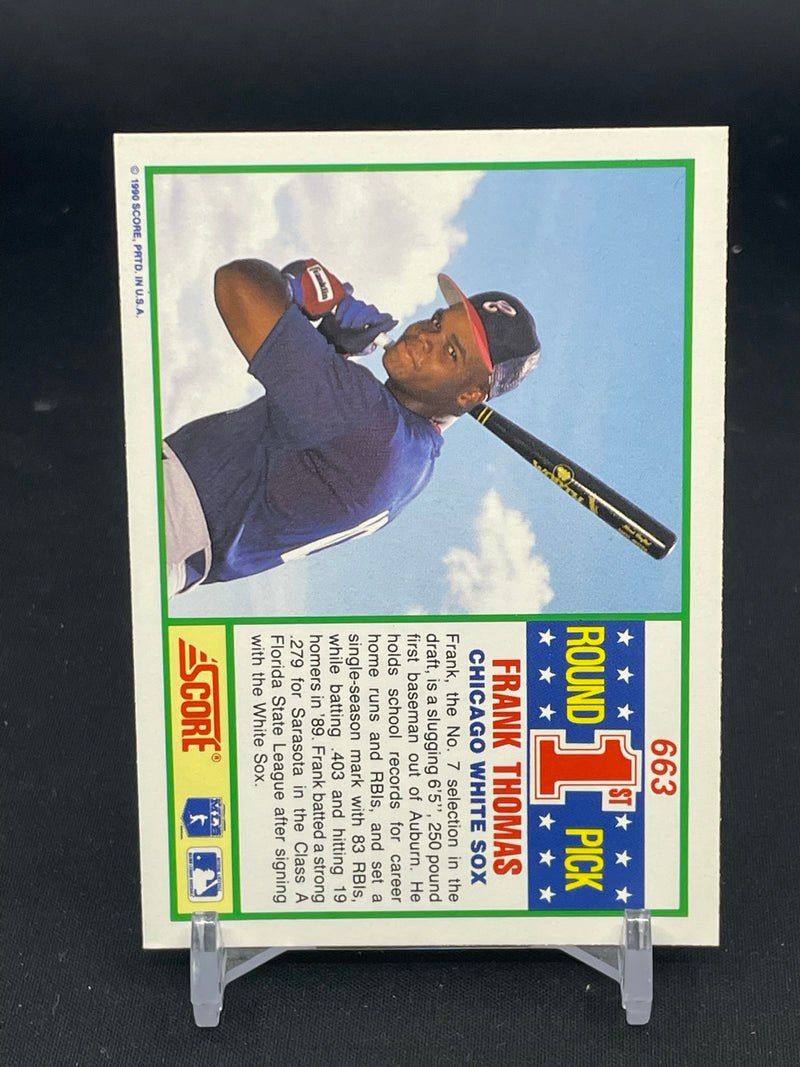 663
ROUND 1ST PICK
FRANK THOMAS
CHICAGO WHITE SOX
Frank, the No. 7 selection in the
draft, is a slugging 6'5", 250 pound
first baseman out of Auburn. He
holds school records for career
home runs and RBIs, and set a
single-season mark with 83 RBIs,
while batting .403 and hitting 19
homers in '89. Frank batted a strong
.279 for Sarasota in the Class A
Florida State League after signing
with the White Sox.
SCORE®
© 1990 SCORE, PRTD. IN U.S.A.
Franklin
C
WORTH